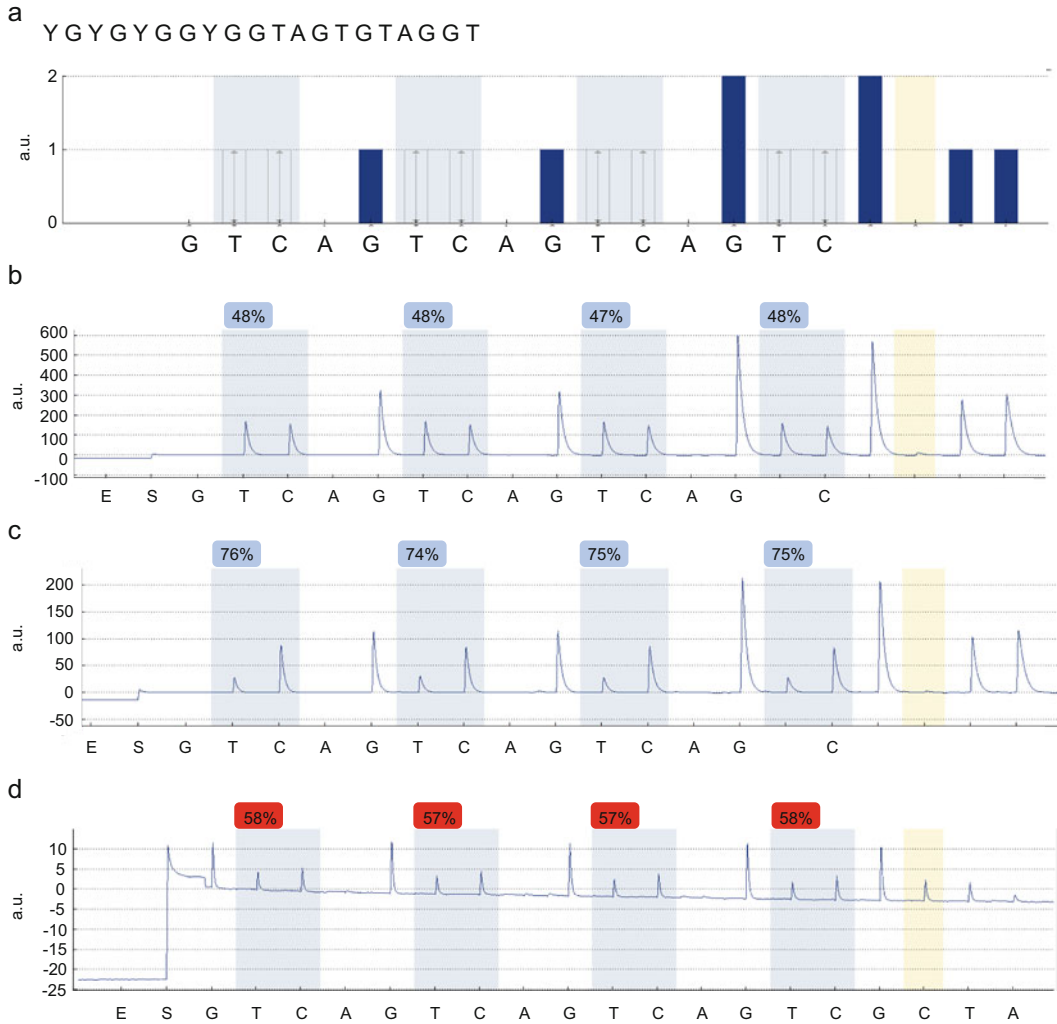 a
Y G Y G Y G G Y G G T A G T G T A G G T
2
1
0
a.u.
G T C A G T C A G T C A G T C
b
48% 48% 47% 48%
600
500
400
300
200
100
0
-100
a.u.
E S G T C A G T C A G T C A G C
c
76% 74% 75% 75%
200
150
100
50
0
-50
a.u.
E S G T C A G T C A G T C A G C
d
58% 57% 57% 58%
10
5
0
-5
-10
-15
-20
-25
a.u.
E S G T C A G T C A G T C A G T C G C T A